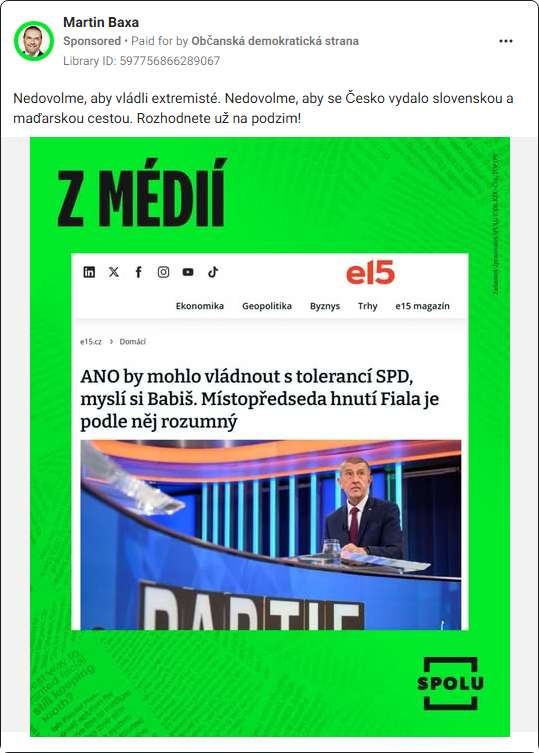 Martin Baxa
Sponsored • Paid for by Občanská demokratická strana
Library ID: 597756866289067
Nedovolme, aby vládli extremisté. Nedovolme, aby se Česko vydalo slovenskou a
maďarskou cestou. Rozhodnete už na podzim!
Z MÉDIÍ
e15
Ekonomika Geopolitika Byznys Trhy e15 magazín
e15.cz > Domácí
ANO by mohlo vládnout s tolerancí SPD,
myslí si Babiš. Místopředseda hnutí Fiala je
podle něj rozumný
PARTIE
SPOLU